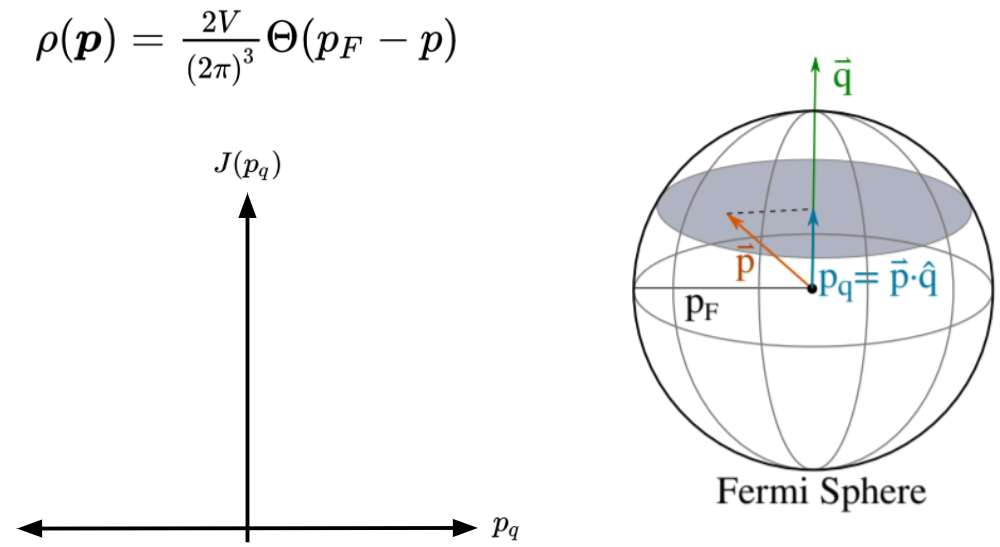 ρ(𝒑) = 2V/(2π)³ Θ(p_F − p)
J(p_q)
p_q
q⃗
p⃗
p_q= p⃗·q̂
p_F
Fermi Sphere